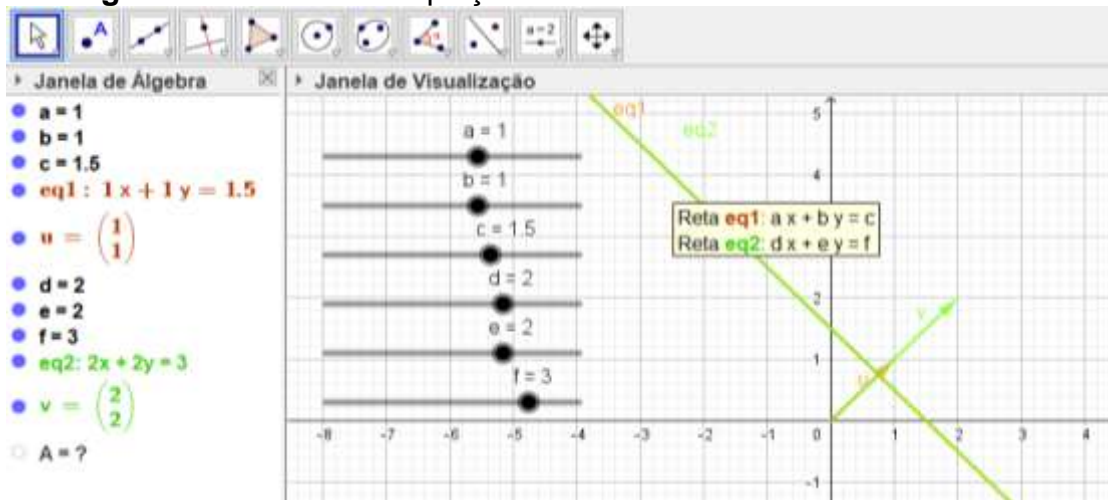 a=2
Janela de Álgebra
Janela de Visualização
a = 1
b = 1
c = 1.5
eq1 : 1 x + 1 y = 1.5
u = (1 1)
d = 2
e = 2
f = 3
eq2: 2x + 2y = 3
v = (2 2)
A = ?
a = 1
b = 1
c = 1.5
d = 2
e = 2
f = 3
eq1
eq2
Reta eq1: a x + b y = c
Reta eq2: d x + e y = f
v
u
5
4
2
1
-8 -7 -6 -5 -4 -3 -2 -1 0 1 2 3 4
-1